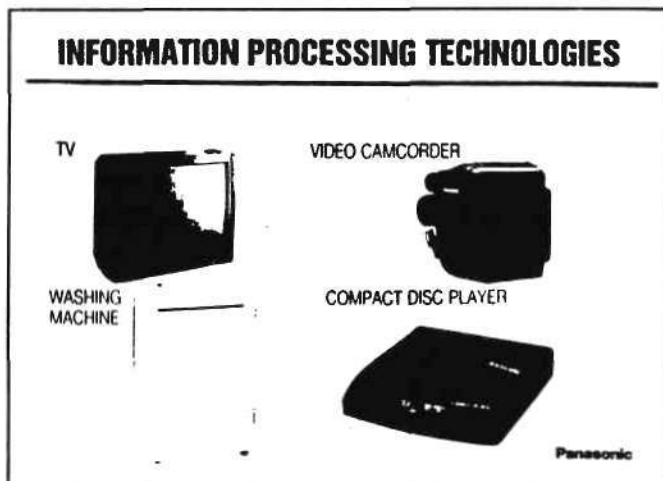 INFORMATION PROCESSING TECHNOLOGIES
TV
VIDEO CAMCORDER
WASHING
MACHINE
COMPACT DISC PLAYER
Panasonic